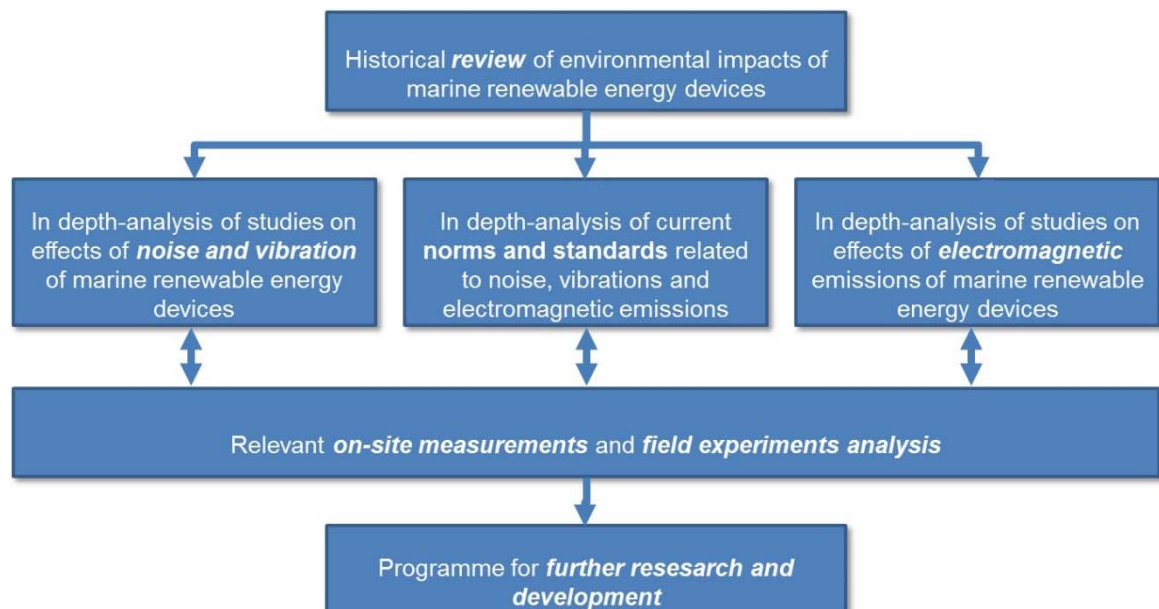 Historical review of environmental impacts of
marine renewable energy devices
In depth-analysis of studies on
effects of noise and vibration
of marine renewable energy
devices
In depth-analysis of current
norms and standards related
to noise, vibrations and
electromagnetic emissions
In depth-analysis of studies on
effects of electromagnetic
emissions of marine renewable
energy devices
Relevant on-site measurements and field experiments analysis
Programme for further resesarch and
development